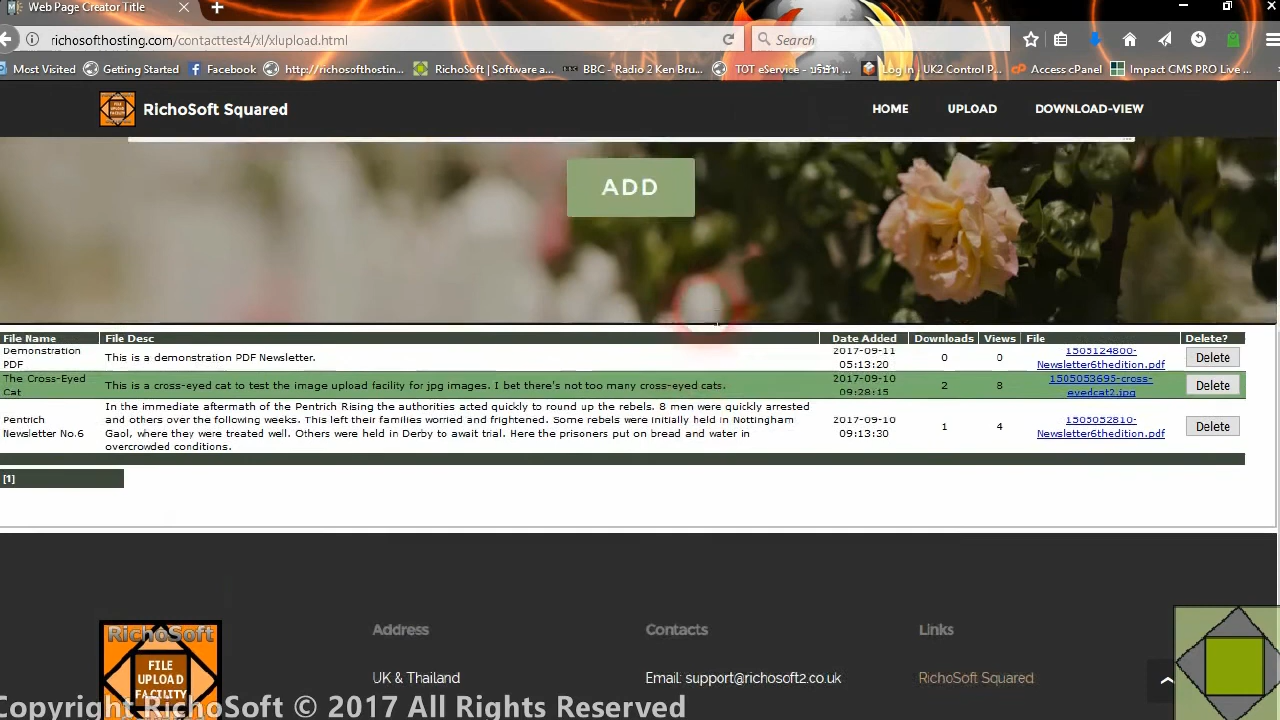 Web Page Creator Title
richosofthosting.com/contacttest4/xl/xlupload.html
Search
Most Visited Getting Started Facebook http://richosofthostin... RichoSoft | Software a... BBC - Radio 2 Ken Bru... TOT eService - บริษัท ... Log in UK2 Control P... Access cPanel Impact CMS PRO Live ...
RichoSoft Squared HOME UPLOAD DOWNLOAD-VIEW
ADD
File Name File Desc Date Added Downloads Views File Delete?
Demonstration PDF This is a demonstration PDF Newsletter. 2017-09-11 05:13:20 0 0 1505124800-Newsletter6thedition.pdf Delete
The Cross-Eyed Cat This is a cross-eyed cat to test the image upload facility for jpg images. I bet there's not too many cross-eyed cats. 2017-09-10 09:28:15 2 8 1505053695-cross-eyedcat2.jpg Delete
Pentrich Newsletter No.6
In the immediate aftermath of the Pentrich Rising the authorities acted quickly to round up the rebels. 8 men were quickly arrested
and others over the following weeks. This left their families worried and frightened. Some rebels were initially held in Nottingham
Gaol, where they were treated well. Others were held in Derby to await trial. Here the prisoners put on bread and water in
overcrowded conditions.
2017-09-10 09:13:30 1 4 1505052810-Newsletter6thedition.pdf Delete
[1]
RichoSoft
FILE
UPLOAD
FACILITY
Address
UK & Thailand
Contacts
Email: support@richosoft2.co.uk
Links
RichoSoft Squared
Copyright RichoSoft © 2017 All Rights Reserved